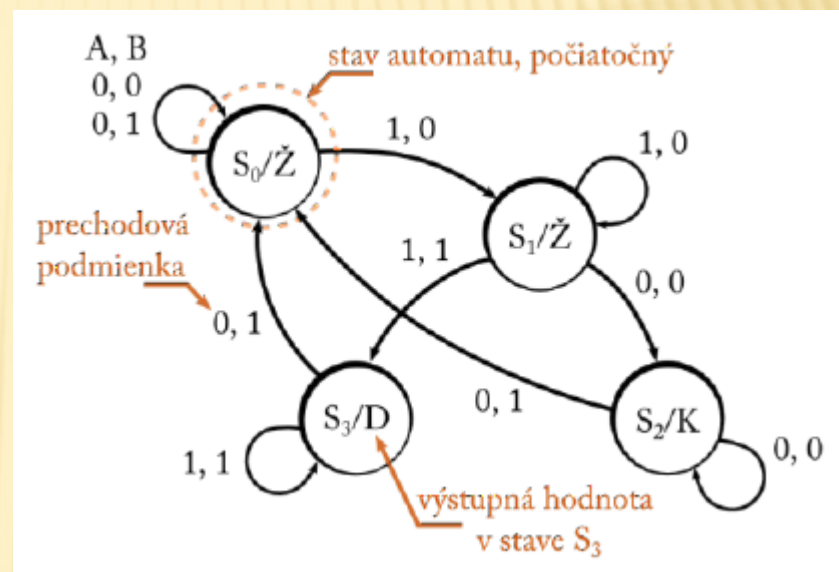 A, B
0, 0
0, 1
stav automatu, počiatočný
S₀/Ž
1, 0
1, 0
S₁/Ž
prechodová
podmienka
1, 1
0, 0
0, 1
S₃/D
0, 1
S₂/K
1, 1
0, 0
výstupná hodnota
v stave S₃